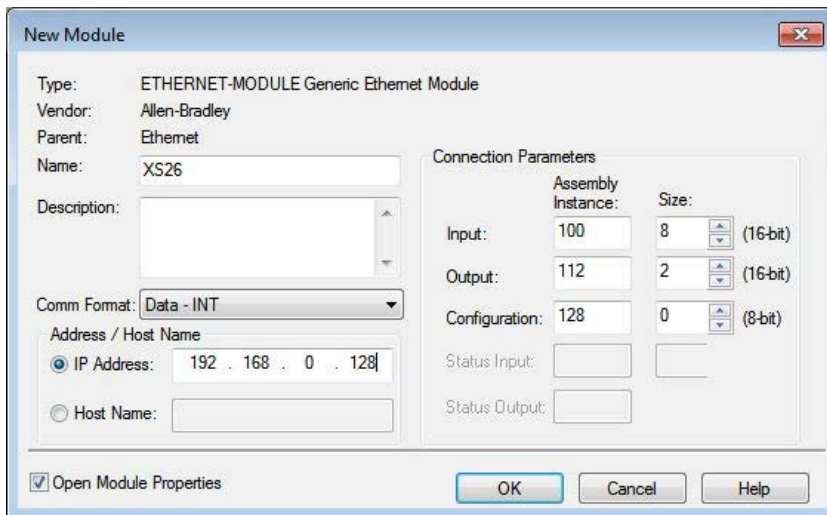 New Module
Type: ETHERNET-MODULE Generic Ethernet Module
Vendor: Allen-Bradley
Parent: Ethernet
Name: XS26
Description:
Comm Format: Data - INT
Address / Host Name
IP Address: 192 . 168 . 0 . 128
Host Name:
Connection Parameters
Assembly Instance: Size:
Input: 100 8 (16-bit)
Output: 112 2 (16-bit)
Configuration: 128 0 (8-bit)
Status Input:
Status Output:
Open Module Properties
OK Cancel Help